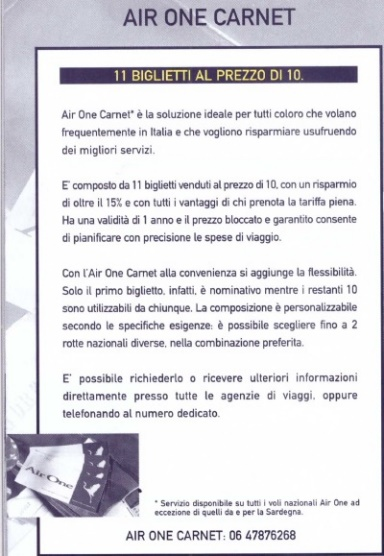 AIR ONE CARNET
11 BIGLIETTI AL PREZZO DI 10.
Air One Carnet* è la soluzione ideale per tutti coloro che volano
frequentemente in Italia e che vogliono risparmiare usufruendo
dei migliori servizi.
E' composto da 11 biglietti venduti al prezzo di 10, con un risparmio
di oltre il 15% e con tutti i vantaggi di chi prenota la tariffa piena.
Ha una validità di 1 anno e il prezzo bloccato e garantito consente
di pianificare con precisione le spese di viaggio.
Con l'Air One Carnet alla convenienza si aggiunge la flessibilità.
Solo il primo biglietto, infatti, è nominativo mentre i restanti 10
sono utilizzabili da chiunque. La composizione è personalizzabile
secondo le specifiche esigenze: è possibile scegliere fino a 2
rotte nazionali diverse, nella combinazione preferita.
E' possibile richiederlo o ricevere ulteriori informazioni
direttamente presso tutte le agenzie di viaggi, oppure
telefonando al numero dedicato.
Air One
* Servizio disponibile su tutti i voli nazionali Air One ad
eccezione di quelli da e per la Sardegna.
AIR ONE CARNET: 06 47876268